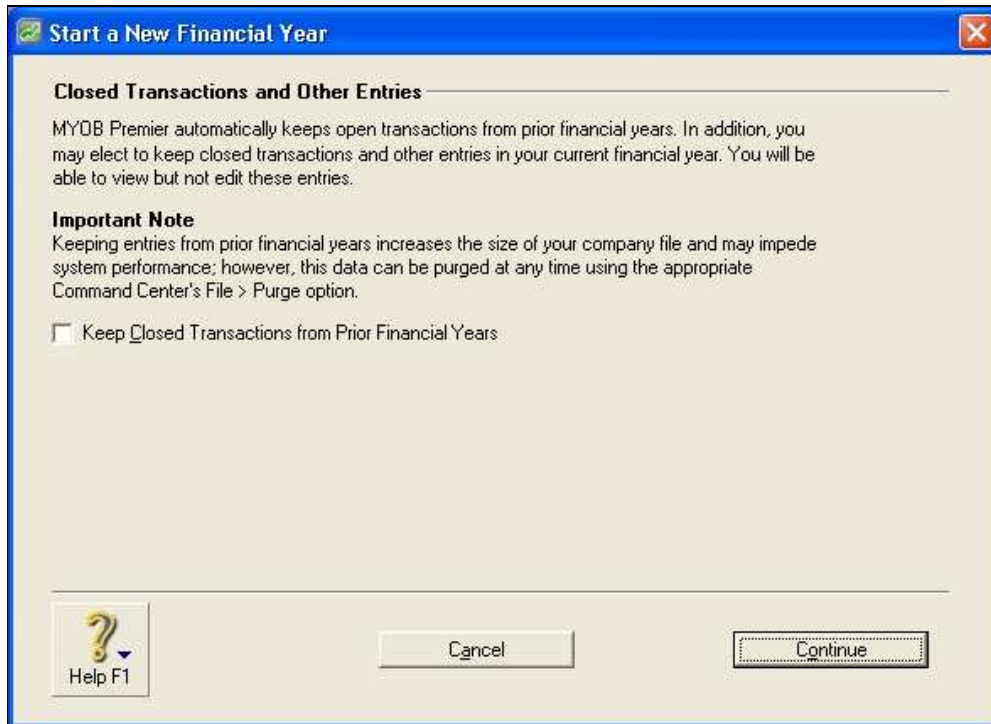 Start a New Financial Year
Closed Transactions and Other Entries
MYOB Premier automatically keeps open transactions from prior financial years. In addition, you
may elect to keep closed transactions and other entries in your current financial year. You will be
able to view but not edit these entries.
Important Note
Keeping entries from prior financial years increases the size of your company file and may impede
system performance; however, this data can be purged at any time using the appropriate
Command Center's File > Purge option.
Keep Closed Transactions from Prior Financial Years
Help F1
Cancel
Continue